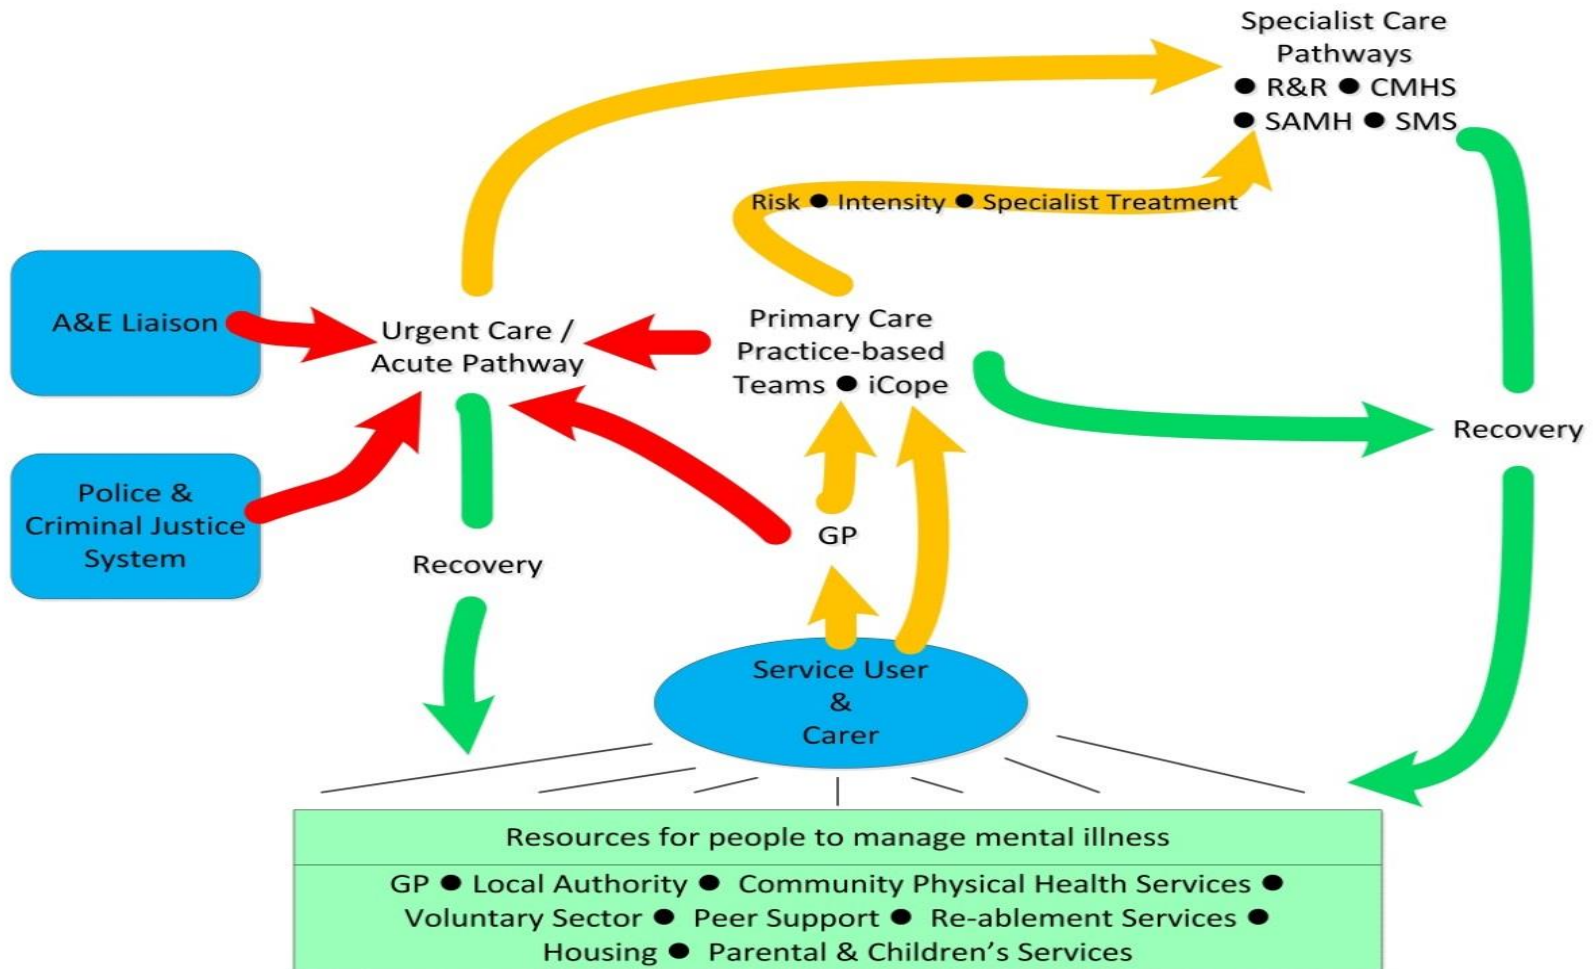 Specialist Care
Pathways
● R&R ● CMHS
● SAMH ● SMS
Risk ● Intensity ● Specialist Treatment
A&E Liaison
Urgent Care /
Acute Pathway
Primary Care
Practice-based
Teams ● iCope
Recovery
Police &
Criminal Justice
System
GP
Recovery
Service User
&
Carer
Resources for people to manage mental illness
GP ● Local Authority ● Community Physical Health Services ●
Voluntary Sector ● Peer Support ● Re-ablement Services ●
Housing ● Parental & Children’s Services